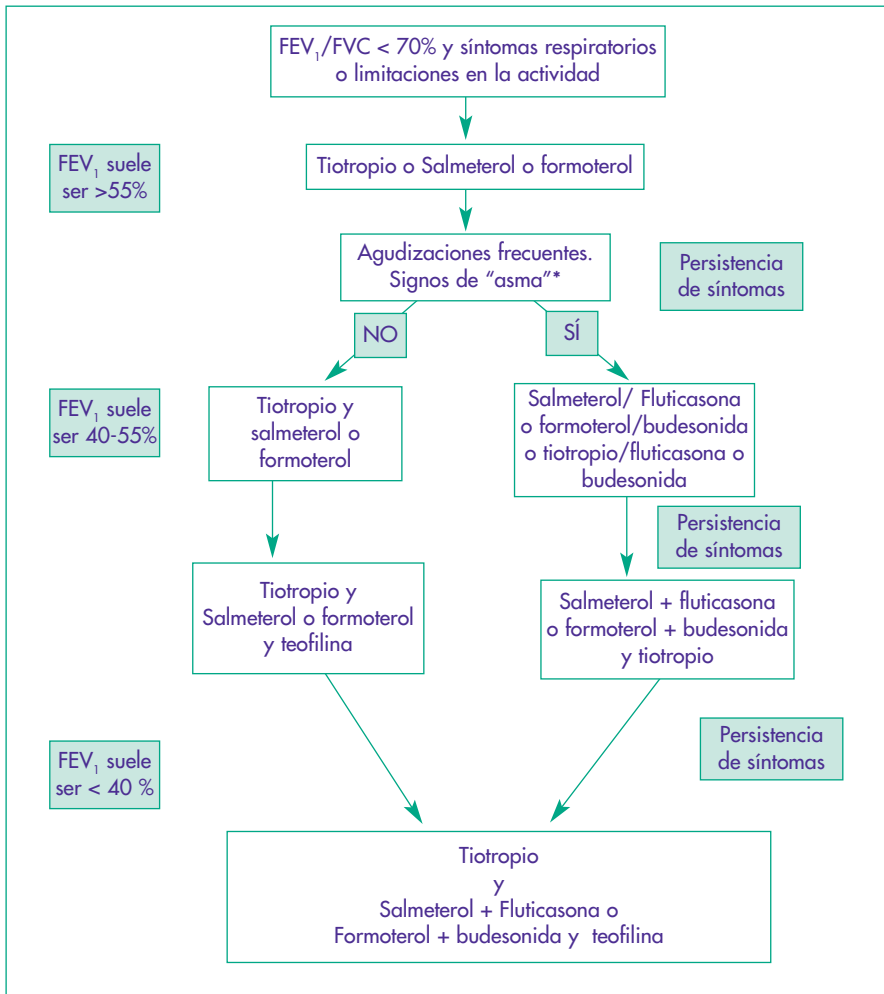 FEV1/FVC < 70% y síntomas respiratorios
o limitaciones en la actividad
FEV1 suele
ser >55%
Tiotropio o Salmeterol o formoterol
Agudizaciones frecuentes.
Signos de “asma”*
Persistencia
de síntomas
NO
SÍ
FEV1 suele
ser 40-55%
Tiotropio y
salmeterol o
formoterol
Salmeterol/ Fluticasona
o formoterol/budesonida
o tiotropio/fluticasona o
budesonida
Persistencia
de síntomas
Tiotropio y
Salmeterol o formoterol
y teofilina
Salmeterol + fluticasona
o formoterol + budesonida
y tiotropio
FEV1 suele
ser < 40 %
Persistencia
de síntomas
Tiotropio
y
Salmeterol + Fluticasona o
Formoterol + budesonida y teofilina